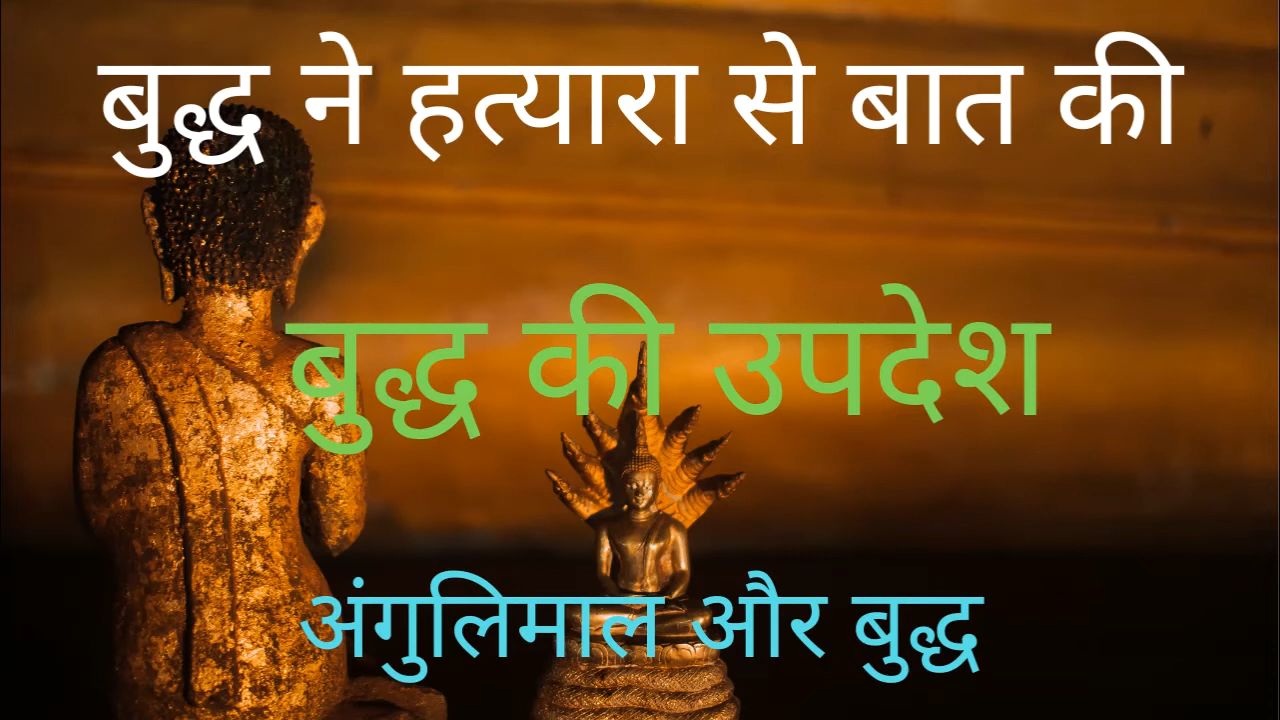 बुद्ध ने हत्यारा से बात की
बुद्ध की उपदेश
अंगुलिमाल और बुद्ध